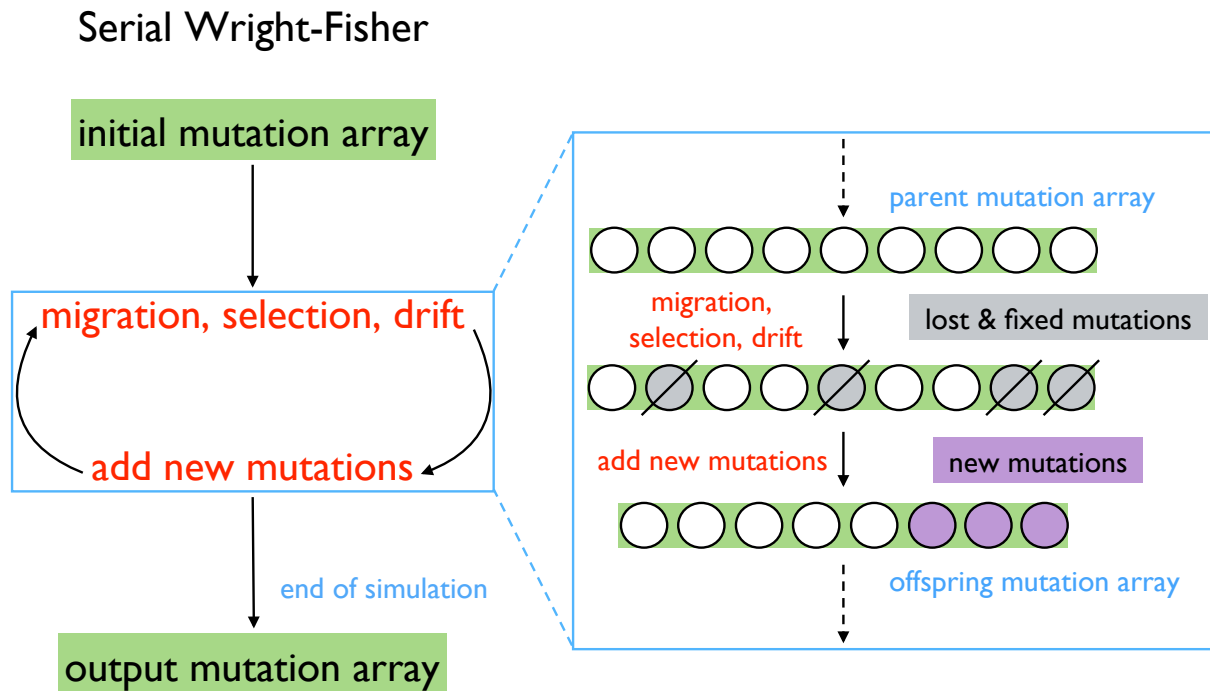 Serial Wright-Fisher
initial mutation array
migration, selection, drift
add new mutations
end of simulation
output mutation array
parent mutation array
migration,
selection, drift
lost & fixed mutations
add new mutations
new mutations
offspring mutation array